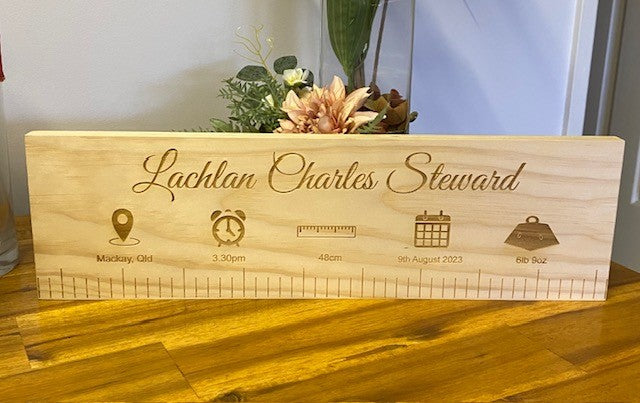 Lachlan Charles Steward
Mackay, Qld 3.30pm 48cm 9th August 2023 6lb 9oz